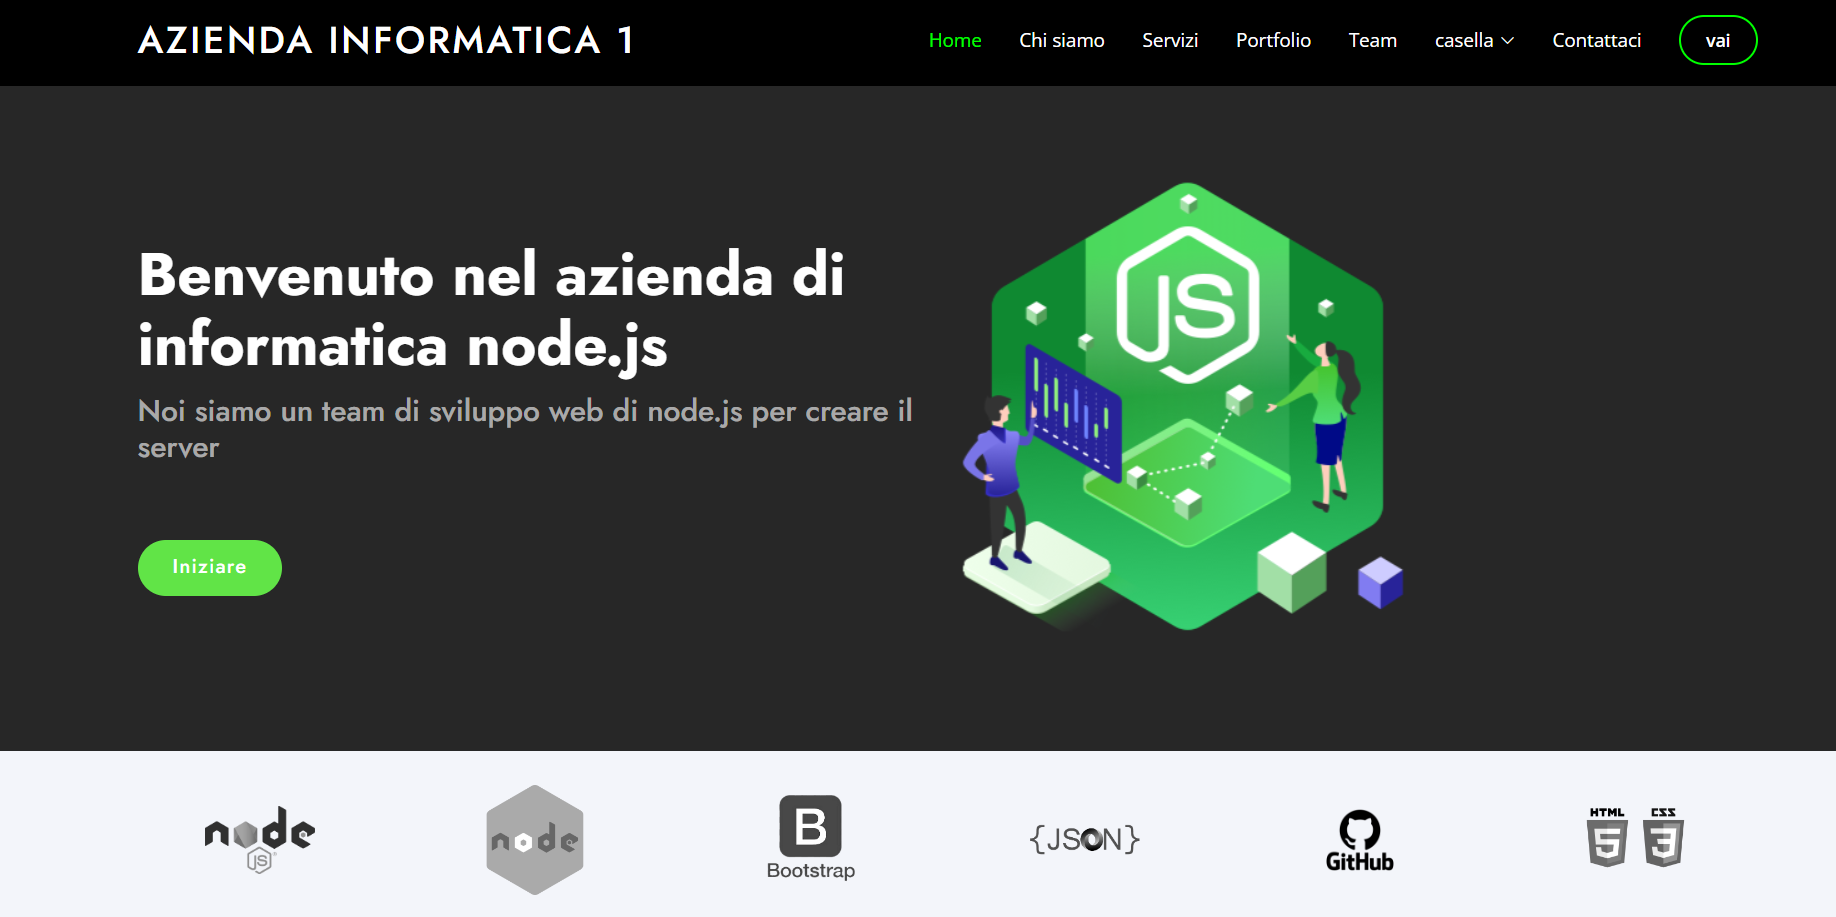 AZIENDA INFORMATICA 1
Home Chi siamo Servizi Portfolio Team casella Contattaci vai
Benvenuto nel azienda di
informatica node.js
Noi siamo un team di sviluppo web di node.js per creare il
server
Iniziare
JS
node
JS
node
B
Bootstrap
{JSON}
GitHub
HTML
5
CSS
3